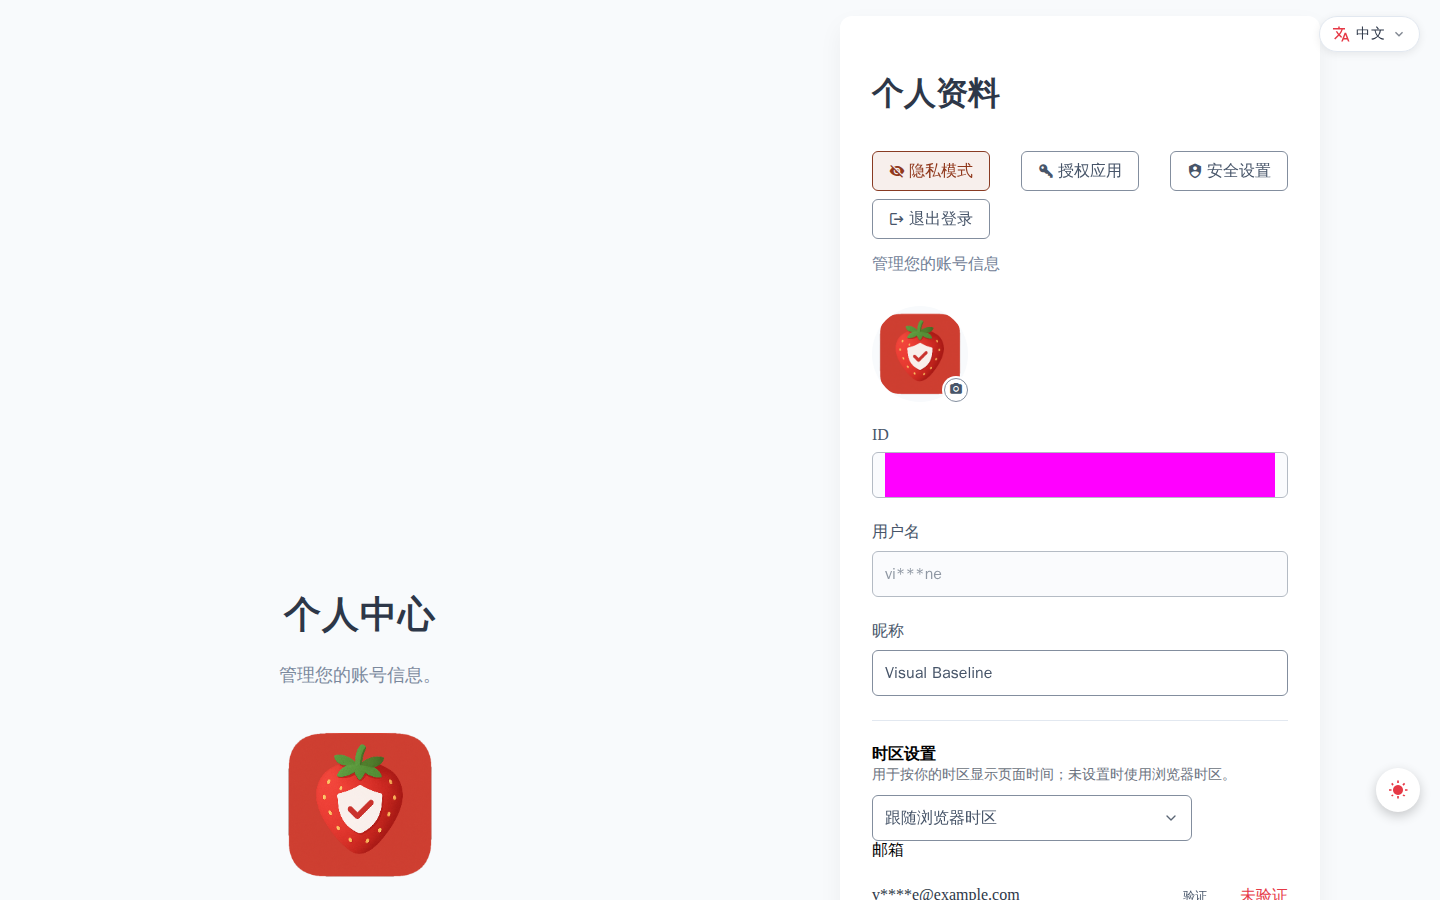 中文
个人资料
隐私模式
授权应用
安全设置
退出登录
管理您的账号信息
ID
用户名
vi***ne
昵称
Visual Baseline
时区设置
用于按你的时区显示页面时间；未设置时使用浏览器时区。
跟随浏览器时区
邮箱
v****e@example.com
验证
未验证
个人中心
管理您的账号信息。